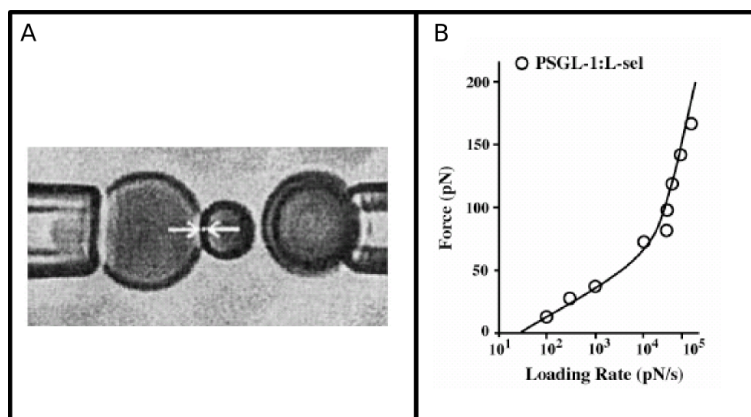 A
B
PSGL-1:L-sel
200
150
100
50
0
Force (pN)
10¹ 10² 10³ 10⁴ 10⁵
Loading Rate (pN/s)